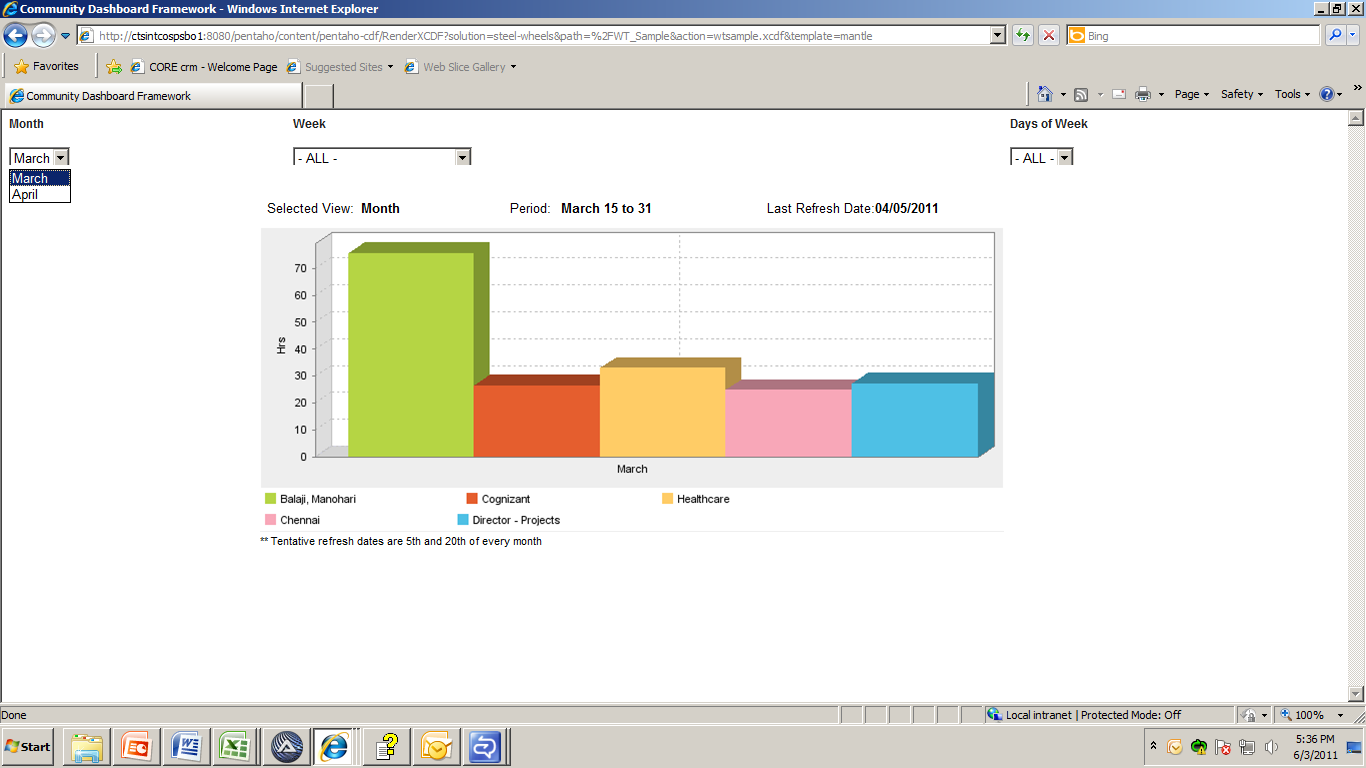 Community Dashboard Framework - Windows Internet Explorer
http://ctsintcospsbo1:8080/pentaho/content/pentaho-cdf/RenderXCDF?solution=steel-wheels&path=%2FWT_Sample&action=wtsample.xcdf&template=mantle
Bing
Favorites CORE crm - Welcome Page Suggested Sites Web Slice Gallery
Community Dashboard Framework
Page Safety Tools
Month Week Days of Week
March - ALL - - ALL -
March
April
Selected View: Month Period: March 15 to 31 Last Refresh Date:04/05/2011
70
60
50
40
30
20
10
0
Hrs
March
Balaji, Manohari Cognizant Healthcare
Chennai Director - Projects
** Tentative refresh dates are 5th and 20th of every month
Done Local intranet | Protected Mode: Off 100%
Start 5:36 PM
6/3/2011